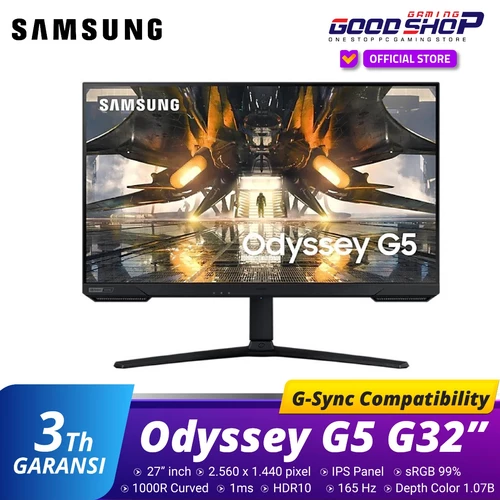 SAMSUNG
GAMING
GOODSHOP
ONE STOP PC GAMING STORE
OFFICIAL STORE
SAMSUNG
Odyssey G5
G-Sync Compatibility
3Th
GARANSI
Odyssey G5 G32”
27” inch
2.560 x 1.440 pixel
IPS Panel
sRGB 99%
1000R Curved
1ms
HDR10
165 Hz
Depth Color 1.07B